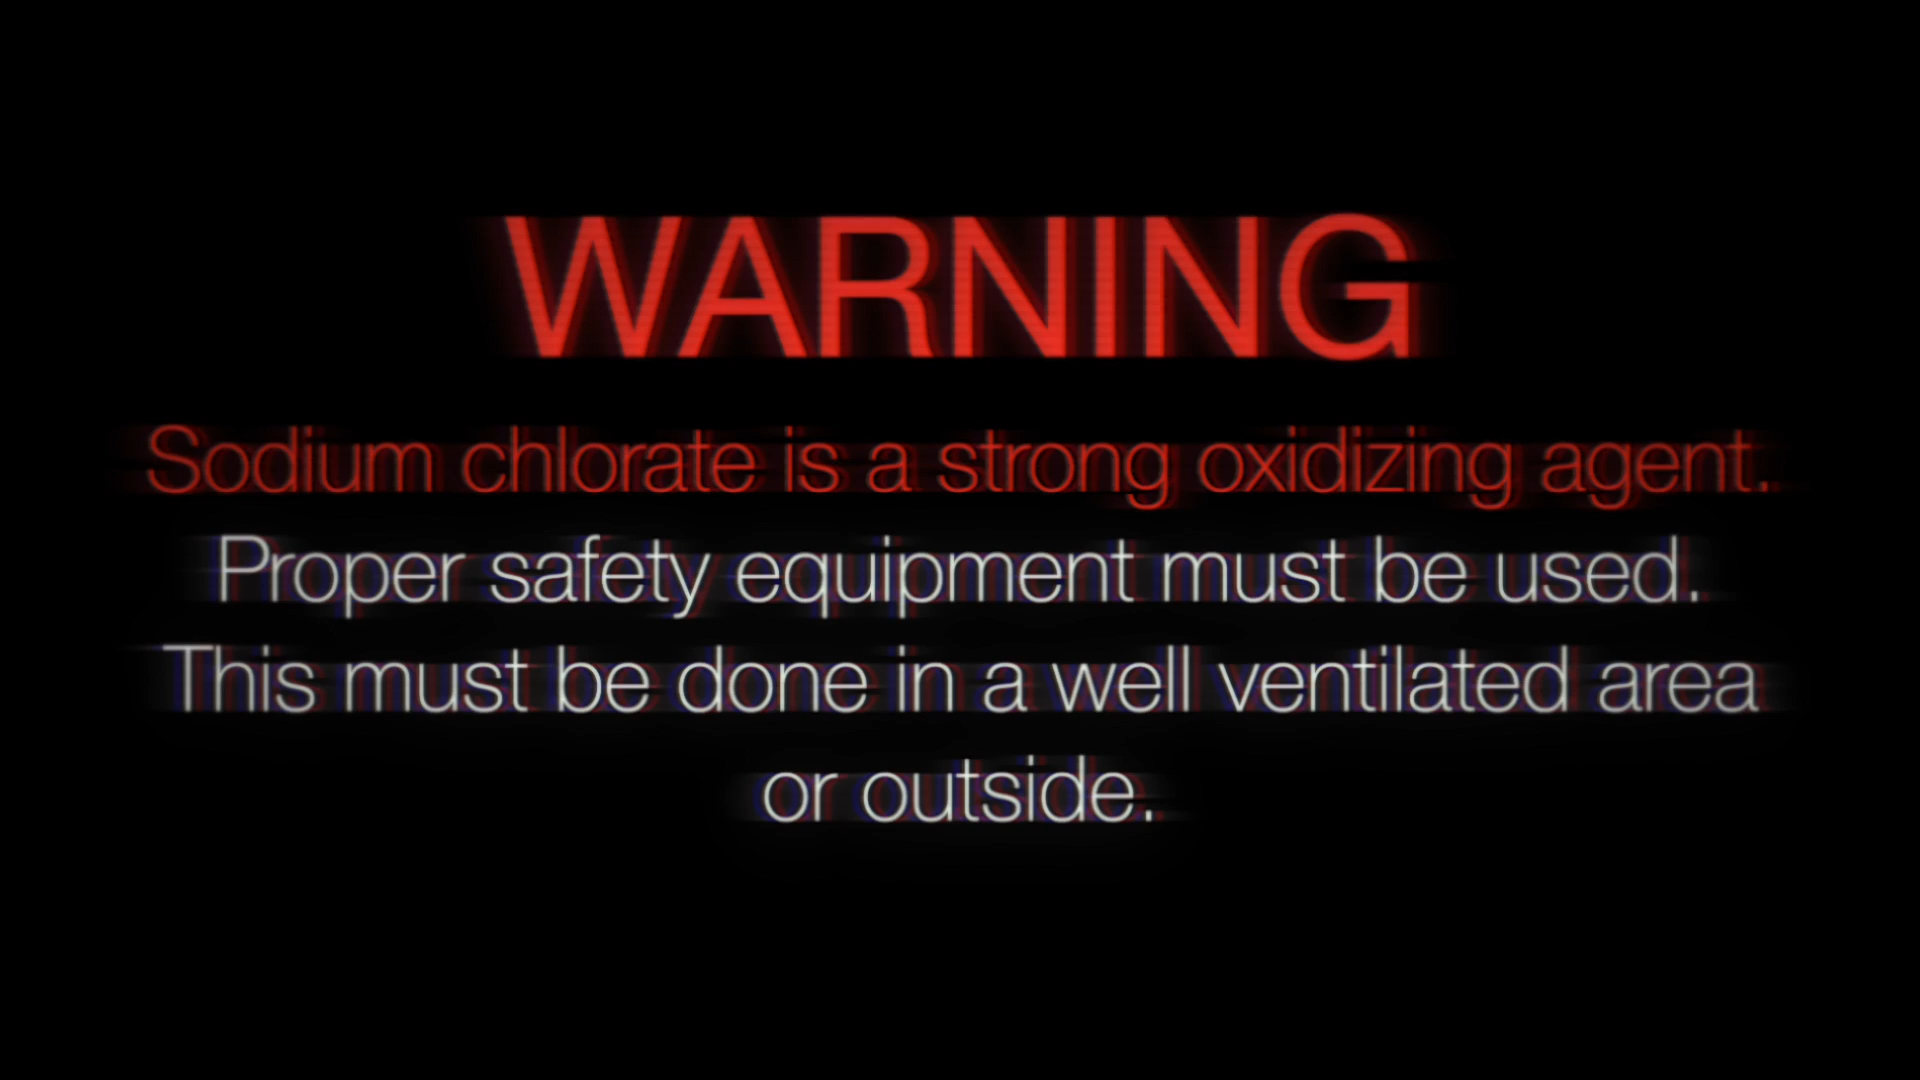 WARNING
Sodium chlorate is a strong oxidizing agent.
Proper safety equipment must be used.
This must be done in a well ventilated area
or outside.